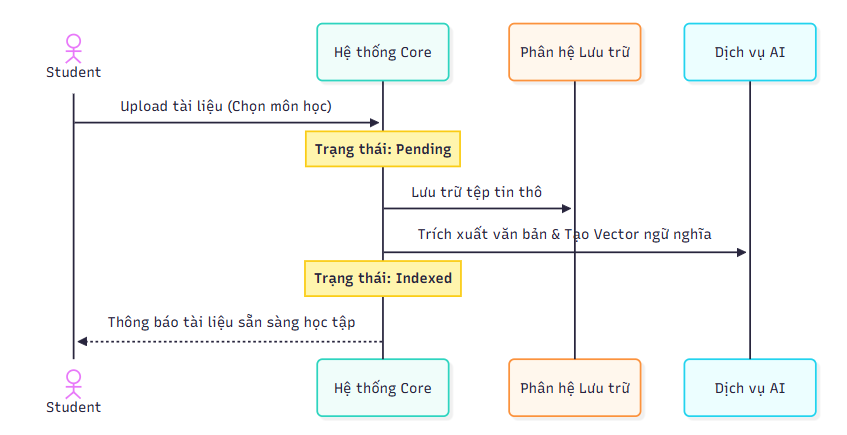 Student
Hệ thống Core
Phân hệ Lưu trữ
Dịch vụ AI
Upload tài liệu (Chọn môn học)
Trạng thái: Pending
Lưu trữ tệp tin thô
Trích xuất văn bản & Tạo Vector ngữ nghĩa
Trạng thái: Indexed
Thông báo tài liệu sẵn sàng học tập
Student
Hệ thống Core
Phân hệ Lưu trữ
Dịch vụ AI